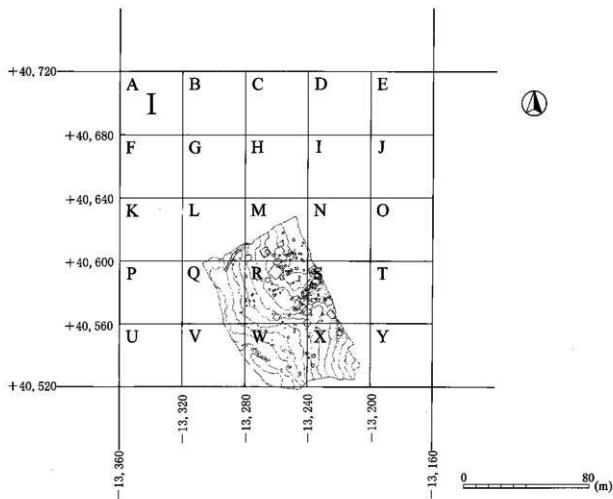 +40,720
A B C D E
I
+40,680
F G H I J
+40,640
K L M N O
+40,600
P Q R S T
+40,560
U V W X Y
+40,520
-13,360
-13,320
-13,280
-13,240
-13,200
-13,160
0 80
(m)